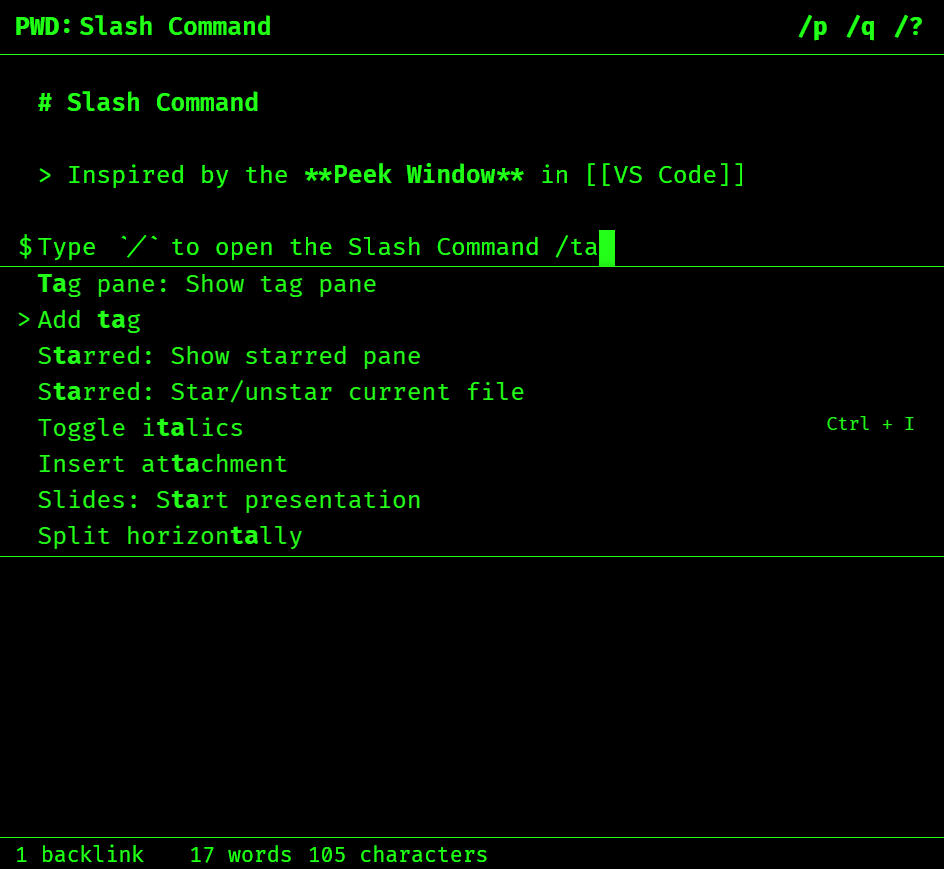 PWD: Slash Command /p /q /?
# Slash Command
> Inspired by the **Peek Window** in [[VS Code]]
$ Type `/` to open the Slash Command /ta
Tag pane: Show tag pane
> Add tag
Starred: Show starred pane
Starred: Star/unstar current file
Toggle italics Ctrl + I
Insert attachment
Slides: Start presentation
Split horizontally
1 backlink 17 words 105 characters